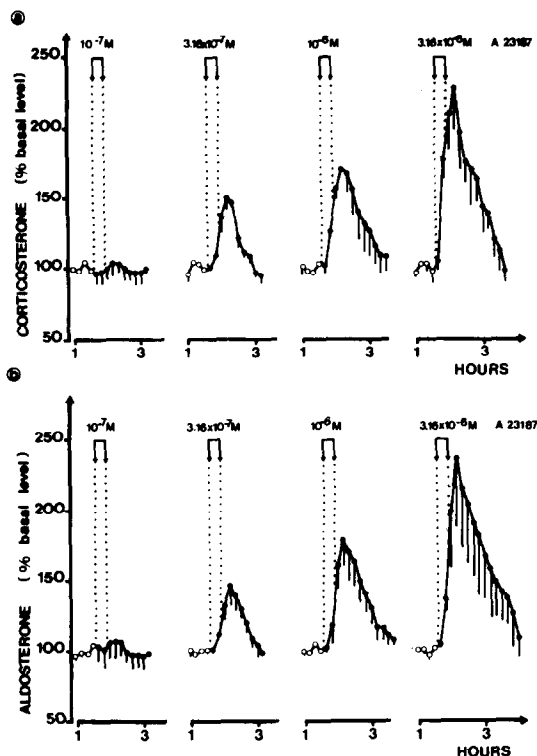 ⓐ
10⁻⁷M 3.16x10⁻⁷M 10⁻⁶M 3.16x10⁻⁶M A 23187
CORTICOSTERONE (% basal level)
250
200
150
100
50
1 3 1 3 1 3 1 3
HOURS
ⓑ
10⁻⁷M 3.16x10⁻⁷M 10⁻⁶M 3.16x10⁻⁶M A 23187
ALDOSTERONE (% basal level)
250
200
150
100
50
1 3 1 3 1 3 1 3
HOURS